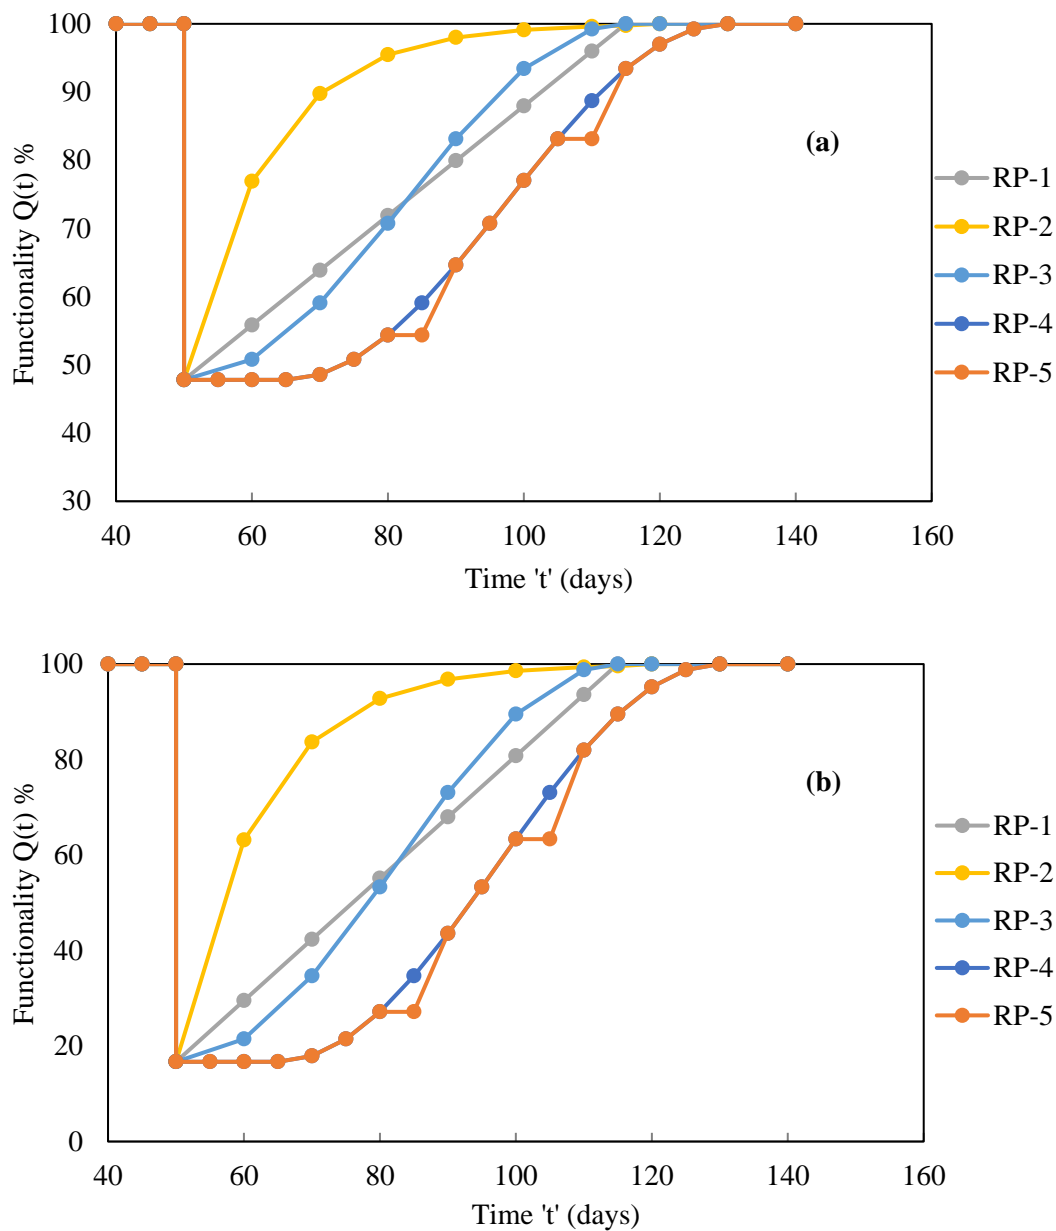 100
90
80
70
60
50
40
30
Functionality Q(t) %
(a)
RP-1
RP-2
RP-3
RP-4
RP-5
40 60 80 100 120 140 160
Time 't' (days)
100
80
60
40
20
0
Functionality Q(t) %
(b)
RP-1
RP-2
RP-3
RP-4
RP-5
40 60 80 100 120 140 160
Time 't' (days)